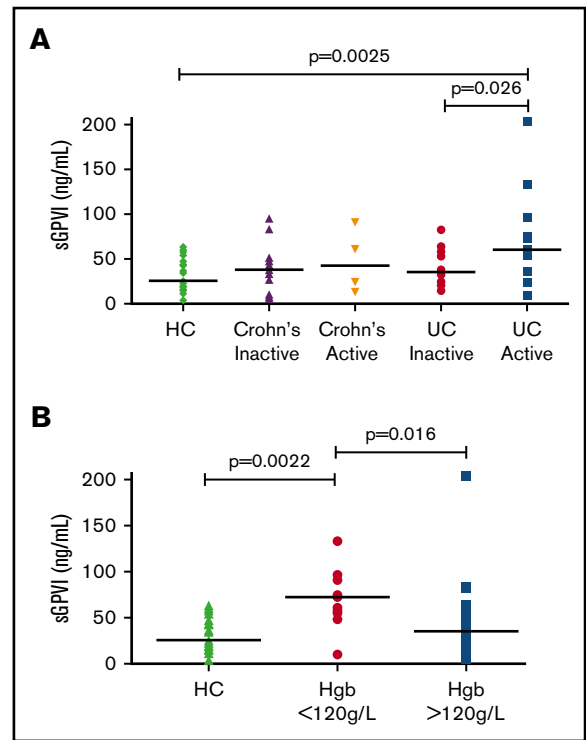 A
p=0.0025
p=0.026
sGPVI (ng/mL)
200
150
100
50
0
HC
Crohn's
Inactive
Crohn's
Active
UC
Inactive
UC
Active
B
p=0.0022
p=0.016
sGPVI (ng/mL)
200
150
100
50
0
HC
Hgb
<120g/L
Hgb
>120g/L